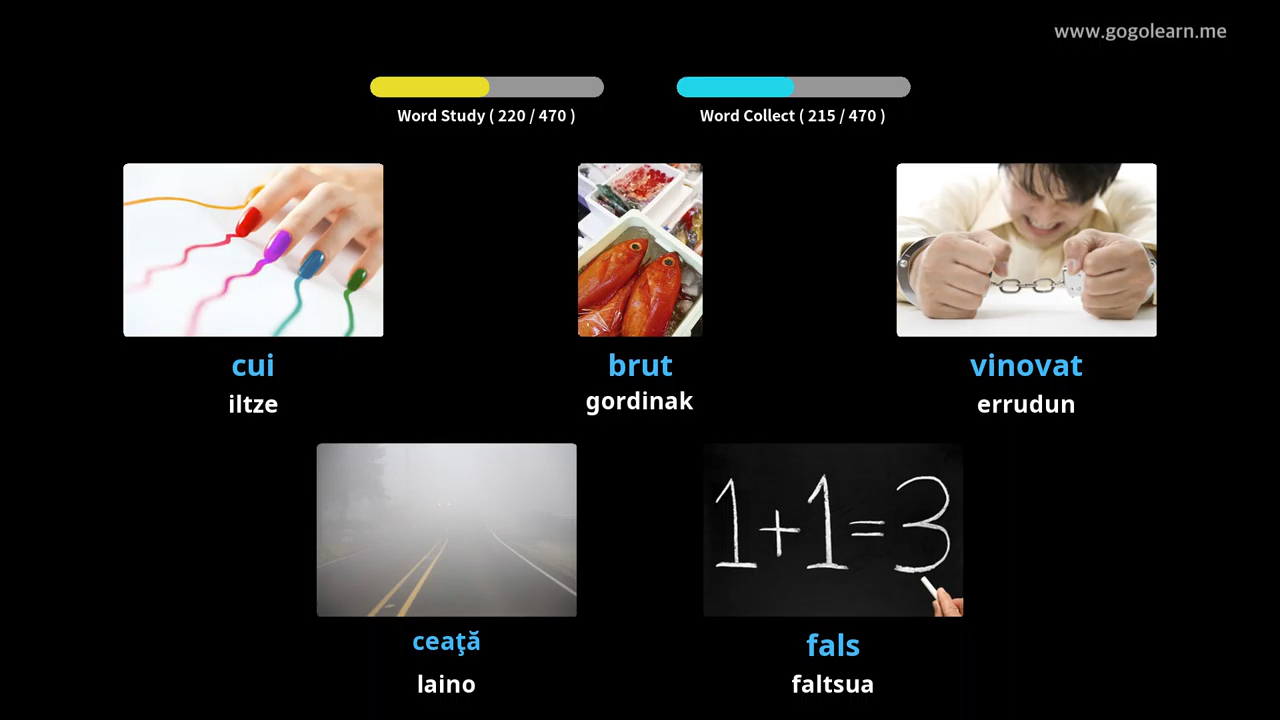 www.gogolearn.me
Word Study ( 220 / 470 )
Word Collect ( 215 / 470 )
cui
iltze
brut
gordinak
vinovat
errudun
1+1=3
ceaţă
laino
fals
faltsua